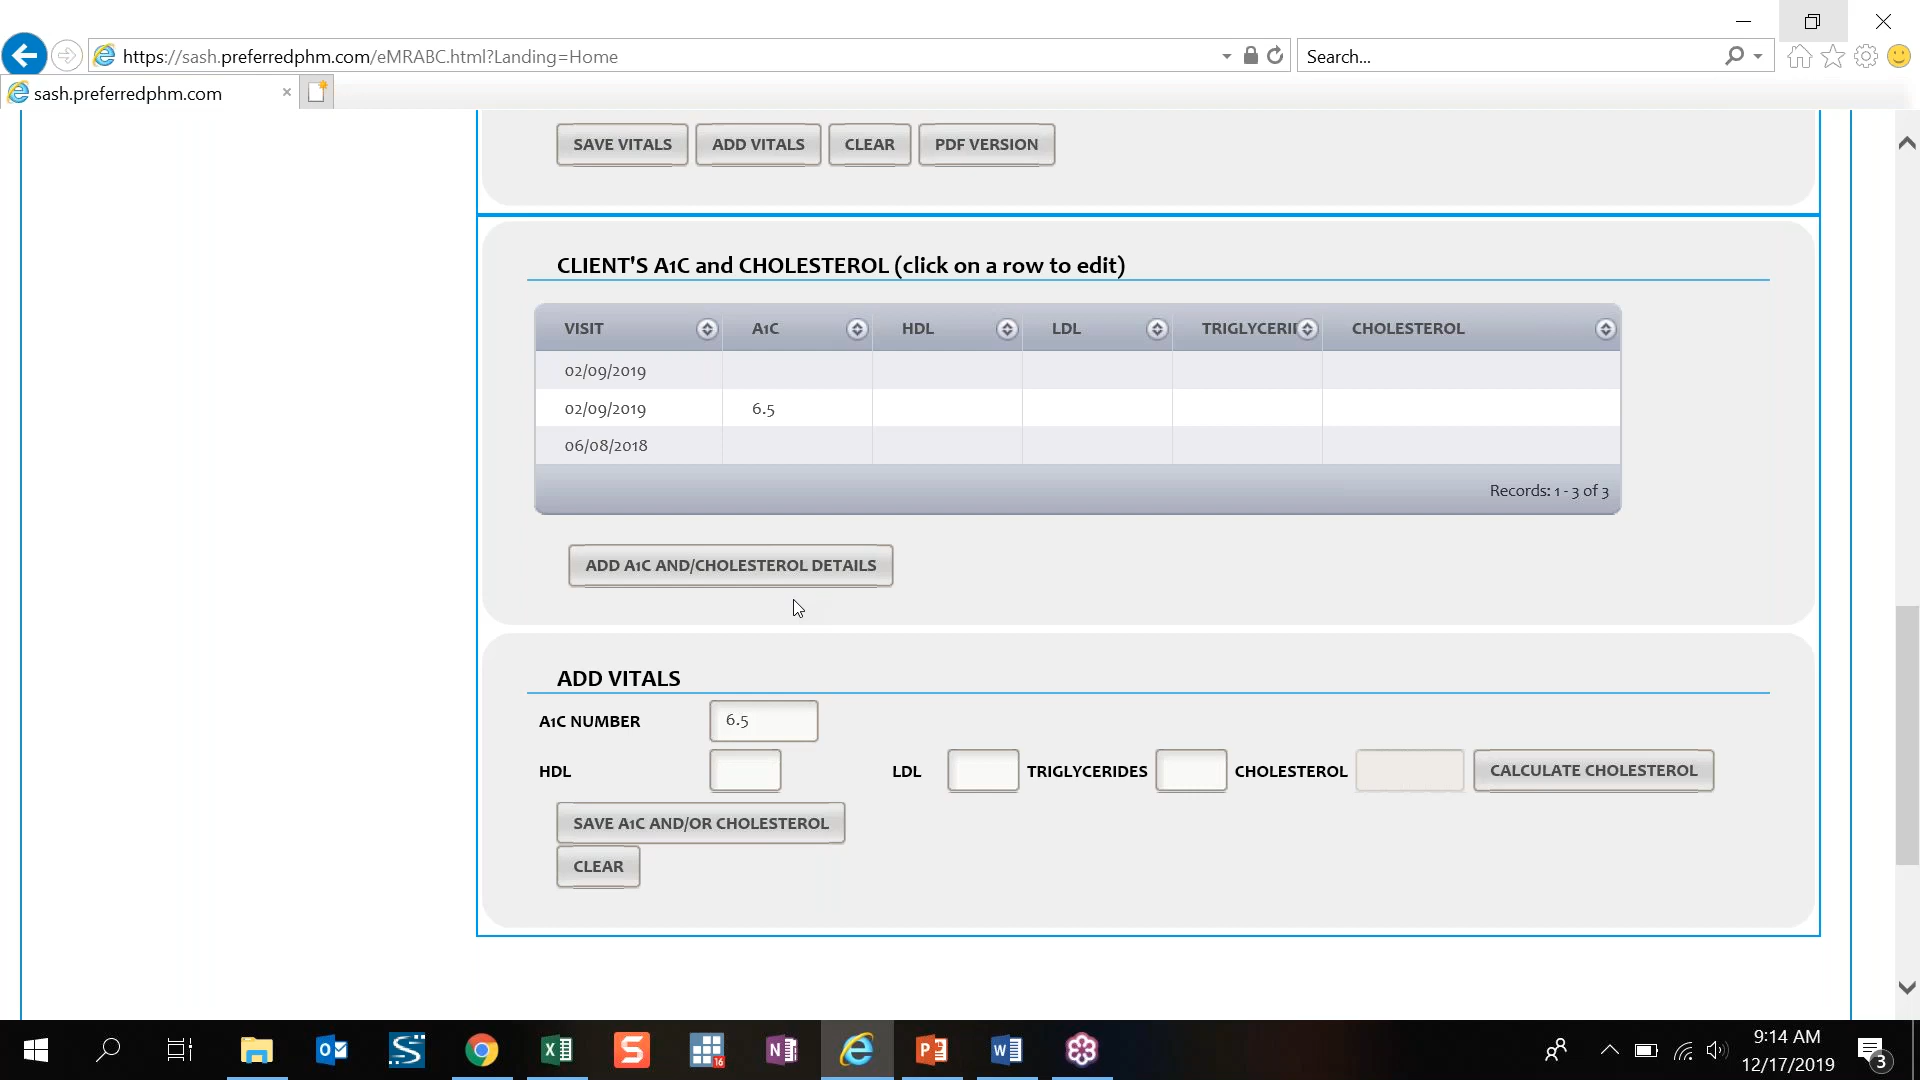 https://sash.preferredphm.com/eMRABC.html?Landing=Home
Search...
sash.preferredphm.com
SAVE VITALS ADD VITALS CLEAR PDF VERSION
CLIENT'S A1C and CHOLESTEROL (click on a row to edit)
VISIT A1C HDL LDL TRIGLYCERI CHOLESTEROL
02/09/2019
02/09/2019 6.5
06/08/2018
Records: 1 - 3 of 3
ADD A1C AND/CHOLESTEROL DETAILS
ADD VITALS
A1C NUMBER 6.5
HDL LDL TRIGLYCERIDES CHOLESTEROL CALCULATE CHOLESTEROL
SAVE A1C AND/OR CHOLESTEROL
CLEAR
9:14 AM
12/17/2019
3
16